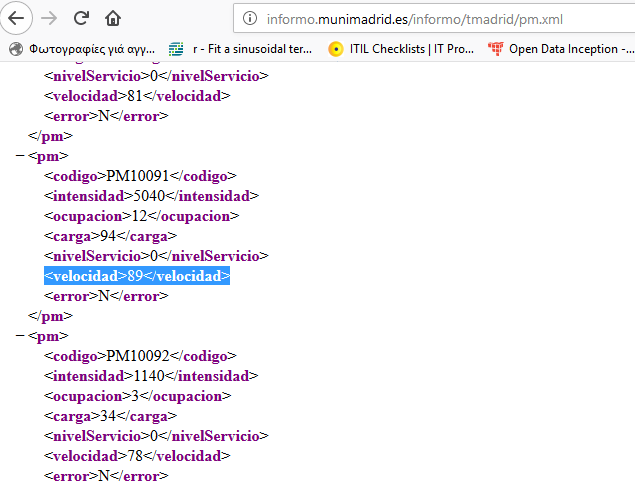 informo.munimadrid.es/informo/tmadrid/pm.xml
Φωτογραφίες γιά αγγ... r - Fit a sinusoidal ter... ITIL Checklists | IT Pro... Open Data Inception - ...
<nivelServicio>0</nivelServicio>
<velocidad>81</velocidad>
<error>N</error>
</pm>
− <pm>
<codigo>PM10091</codigo>
<intensidad>5040</intensidad>
<ocupacion>12</ocupacion>
<carga>94</carga>
<nivelServicio>0</nivelServicio>
<velocidad>89</velocidad>
<error>N</error>
</pm>
− <pm>
<codigo>PM10092</codigo>
<intensidad>1140</intensidad>
<ocupacion>3</ocupacion>
<carga>34</carga>
<nivelServicio>0</nivelServicio>
<velocidad>78</velocidad>
<error>N</error>